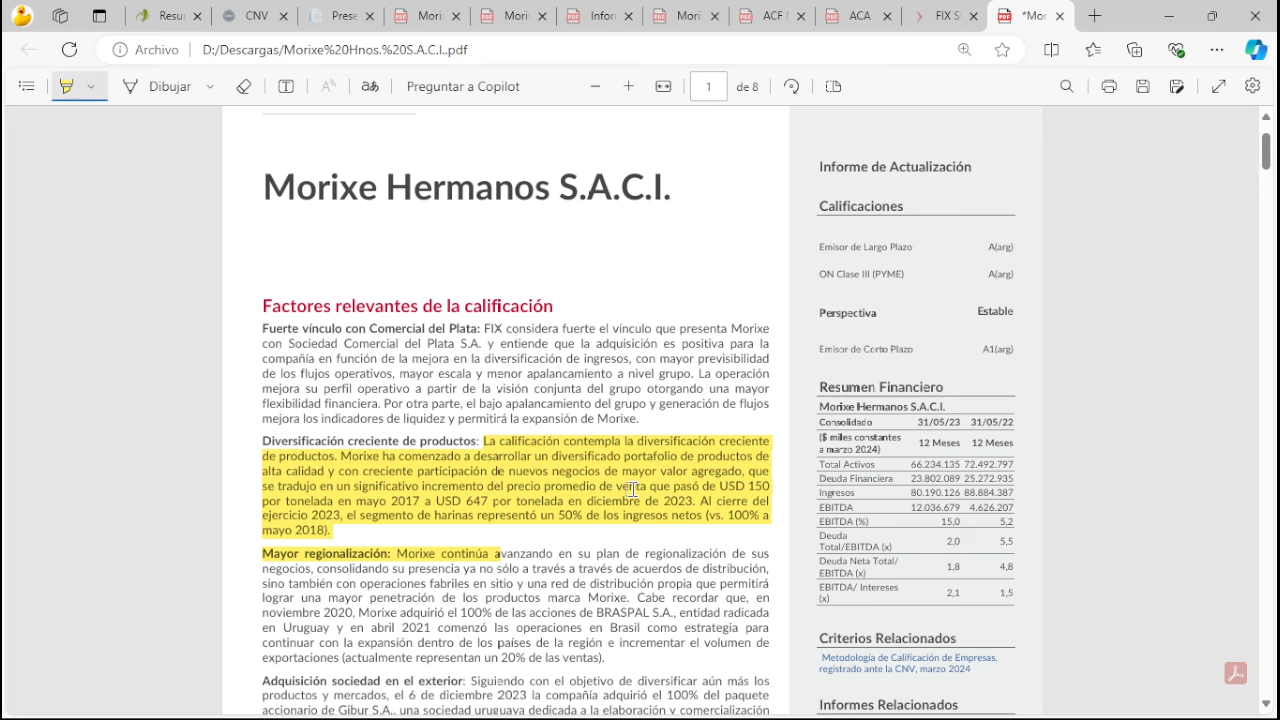 Resu
CNV
Prese
Mori
Mori:
Infor
Mori
ACF I
ACA
FIX S
*Mor
Archivo
D:/Descargas/Morixe%20Hnos.%20S.A.C.I..pdf
Dibujar
Preguntar a Copilot
1
de 8
Morixe Hermanos S.A.C.I.
Factores relevantes de la calificación
Fuerte vínculo con Comercial del Plata: FIX considera fuerte el vínculo que presenta Morixe
con Sociedad Comercial del Plata S.A. y entiende que la adquisición es positiva para la
compañía en función de la mejora en la diversificación de ingresos, con mayor previsibilidad
de los flujos operativos, mayor escala y menor apalancamiento a nivel grupo. La operación
mejora su perfil operativo a partir de la visión conjunta del grupo otorgando una mayor
flexibilidad financiera. Por otra parte, el bajo apalancamiento del grupo y generación de flujos
mejora los indicadores de liquidez y permitirá la expansión de Morixe.
Diversificación creciente de productos: La calificación contempla la diversificación creciente
de productos. Morixe ha comenzado a desarrollar un diversificado portafolio de productos de
alta calidad y con creciente participación de nuevos negocios de mayor valor agregado, que
se tradujo en un significativo incremento del precio promedio de venta que pasó de USD 150
por tonelada en mayo 2017 a USD 647 por tonelada en diciembre de 2023. Al cierre del
ejercicio 2023, el segmento de harinas representó un 50% de los ingresos netos (vs. 100% a
mayo 2018).
Mayor regionalización: Morixe continúa avanzando en su plan de regionalización de sus
negocios, consolidando su presencia ya no sólo a través a través de acuerdos de distribución,
sino también con operaciones fabriles en sitio y una red de distribución propia que permitirá
lograr una mayor penetración de los productos marca Morixe. Cabe recordar que, en
noviembre 2020, Morixe adquirió el 100% de las acciones de BRASPAL S.A., entidad radicada
en Uruguay y en abril 2021 comenzó las operaciones en Brasil como estrategia para
continuar con la expansión dentro de los países de la región e incrementar el volumen de
exportaciones (actualmente representan un 20% de las ventas).
Adquisición sociedad en el exterior: Siguiendo con el objetivo de diversificar aún más los
productos y mercados, el 6 de diciembre 2023 la compañía adquirió el 100% del paquete
accionario de Gibur S.A., una sociedad uruguaya dedicada a la elaboración y comercialización
Informe de Actualización
Calificaciones
Emisor de Largo Plazo A(arg)
ON Clase III (PYME) A(arg)
Perspectiva Estable
Emisor de Corto Plazo A1(arg)
Resumen Financiero
Morixe Hermanos S.A.C.I.
Consolidado 31/05/23 31/05/22
($ miles constantes
a marzo 2024) 12 Meses 12 Meses
Total Activos 66.234.135 72.492.797
Deuda Financiera 23.802.089 25.272.935
Ingresos 80.190.126 88.884.387
EBITDA 12.036.679 4.626.207
EBITDA (%) 15,0 5,2
Deuda
Total/EBITDA (x) 2,0 5,5
Deuda Neta Total/
EBITDA (x) 1,8 4,8
EBITDA/ Intereses
(x) 2,1 1,5
Criterios Relacionados
Metodología de Calificación de Empresas,
registrado ante la CNV, marzo 2024
Informes Relacionados